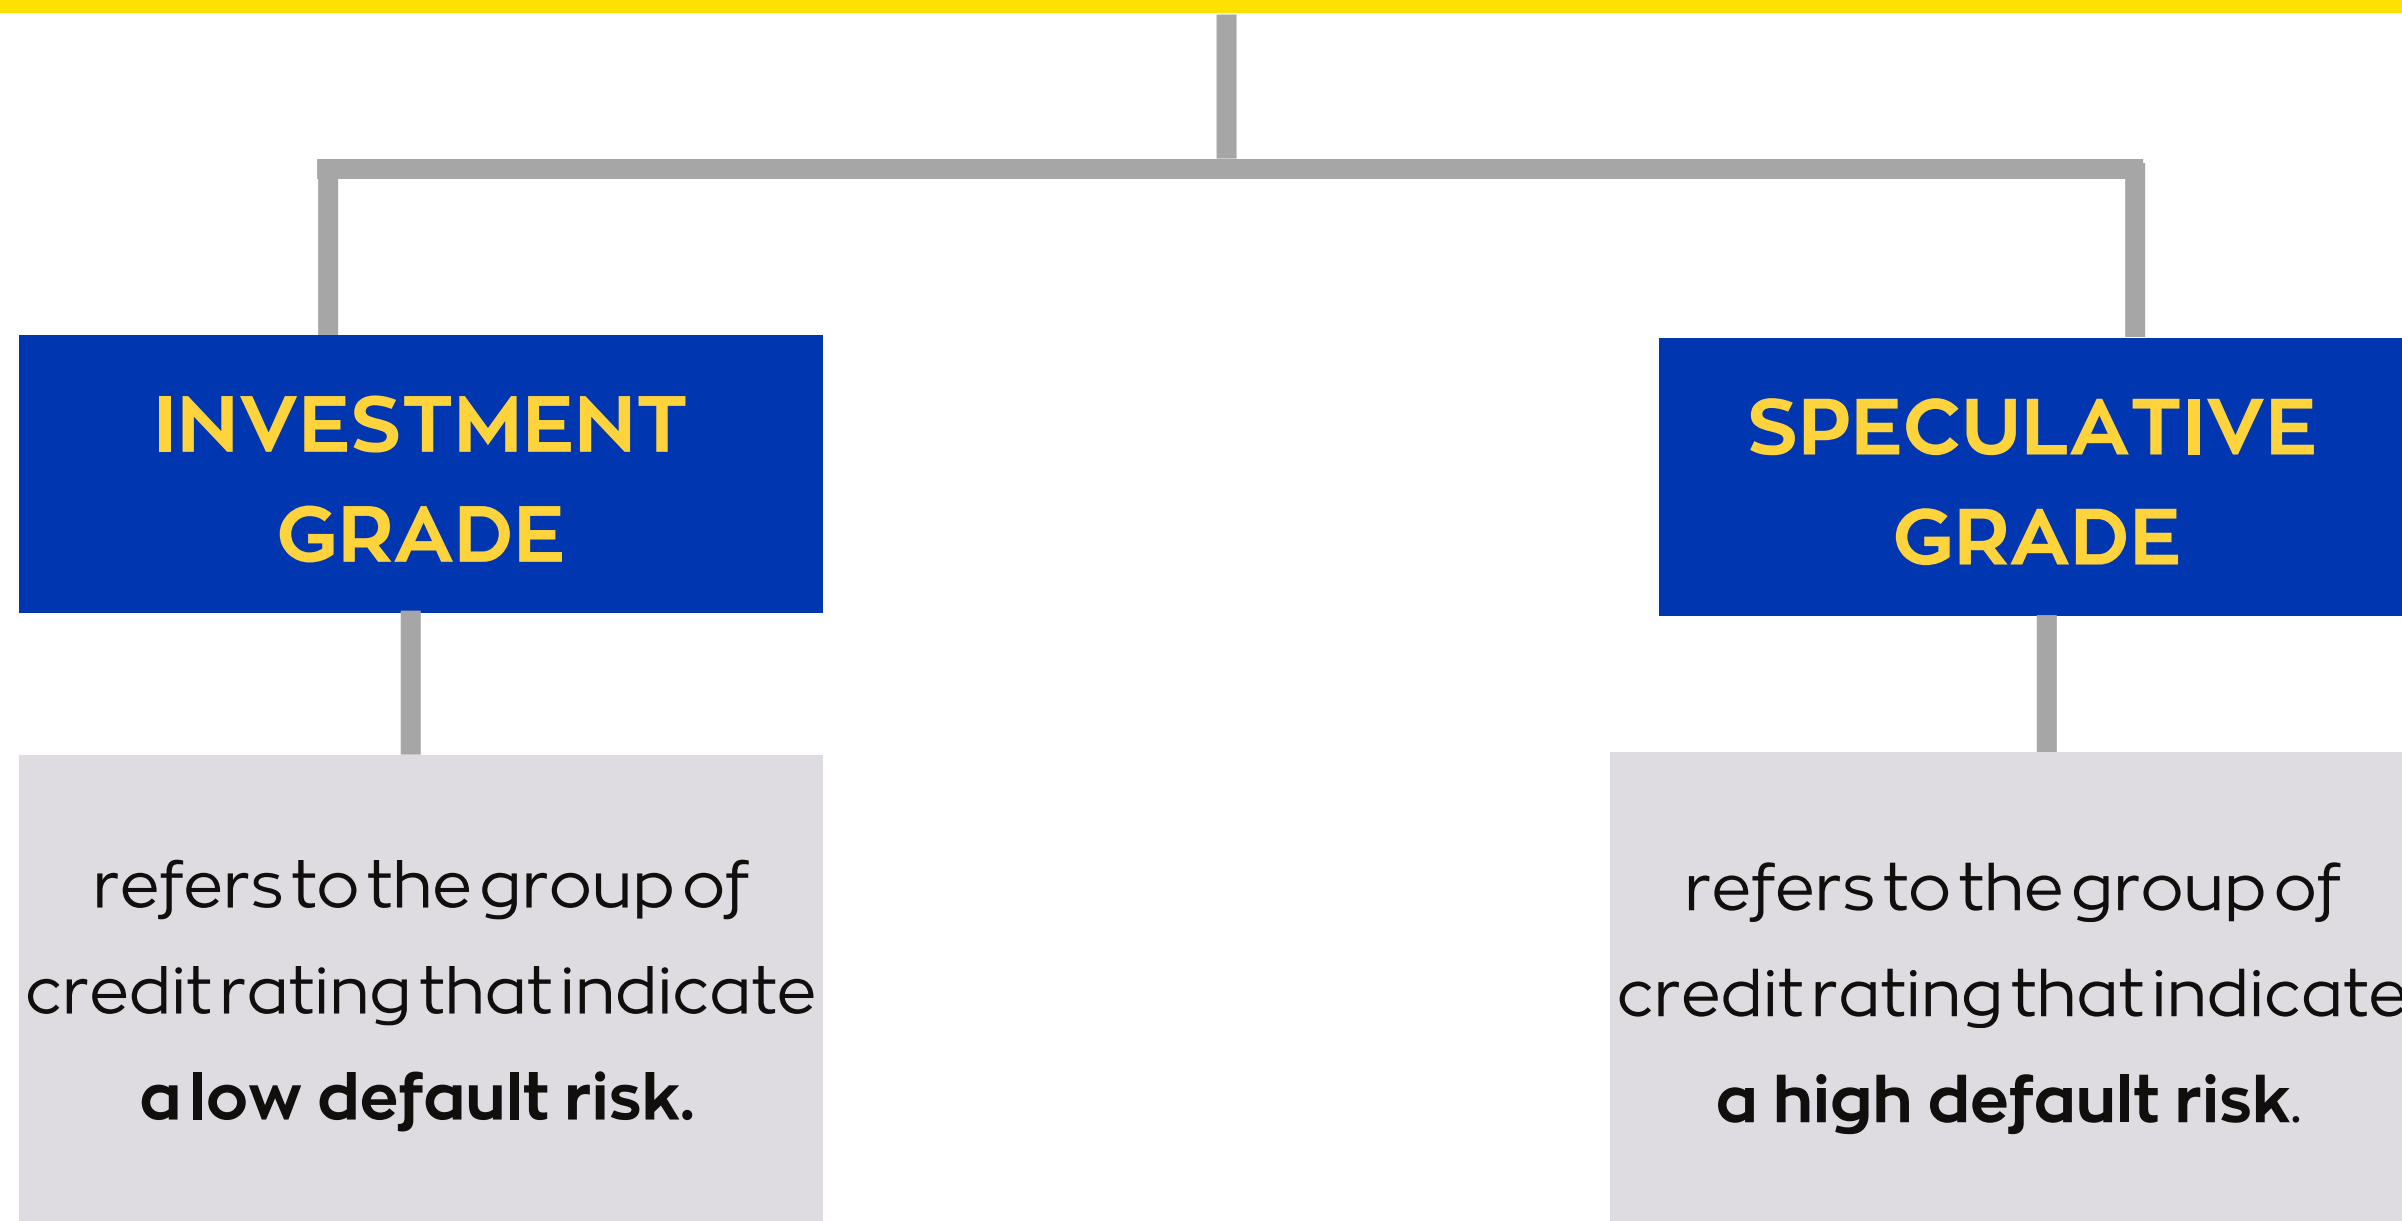 INVESTMENT
GRADE
refers to the group of
credit rating that indicate
a low default risk.
SPECULATIVE
GRADE
refers to the group of
credit rating that indicate
a high default risk.